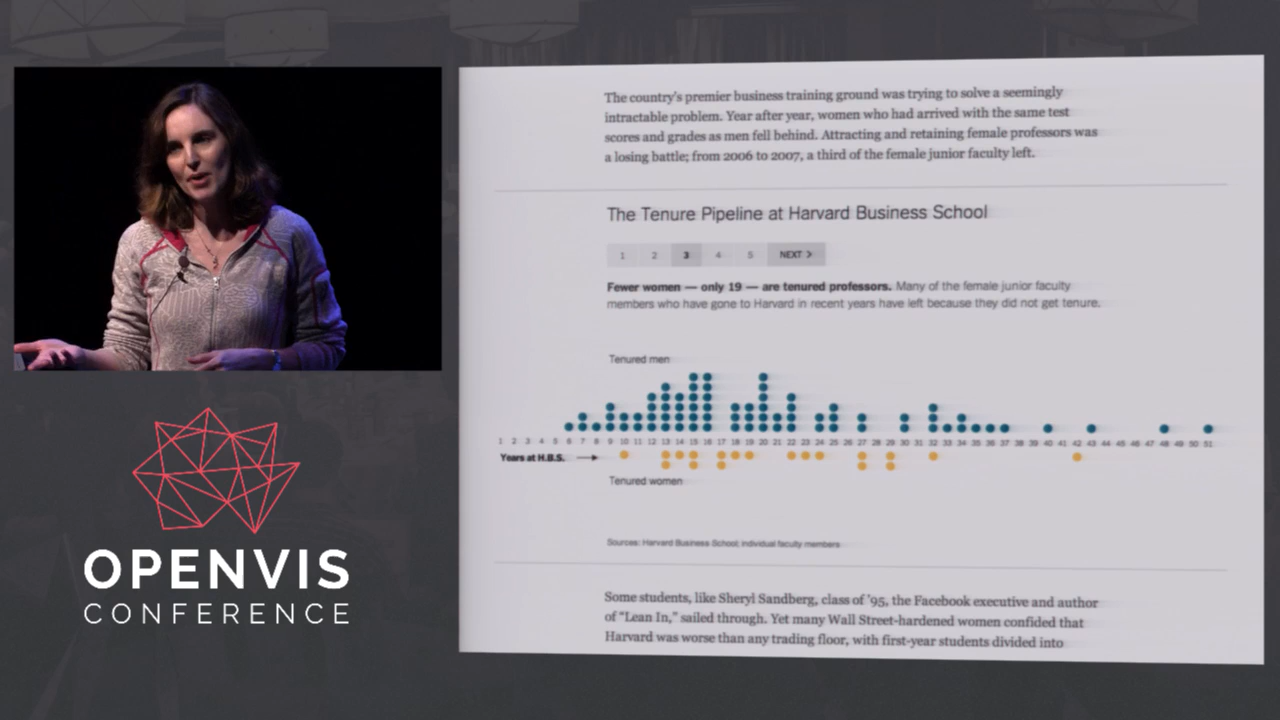 The country's premier business training ground was trying to solve a seemingly
intractable problem. Year after year, women who had arrived with the same test
scores and grades as men fell behind. Attracting and retaining female professors was
a losing battle; from 2006 to 2007, a third of the female junior faculty left.
The Tenure Pipeline at Harvard Business School
1 2 3 4 5 NEXT >
Fewer women — only 19 — are tenured professors. Many of the female junior faculty
members who have gone to Harvard in recent years have left because they did not get tenure.
Tenured men
1 2 3 4 5 6 7 8 9 10 11 12 13 14 15 16 17 18 19 20 21 22 23 24 25 26 27 28 29 30 31 32 33 34 35 36 37 38 39 40 41 42 43 44 45 46 47 48 49 50 51
Years at H.B.S.
Tenured women
Sources: Harvard Business School; individual faculty members
Some students, like Sheryl Sandberg, class of '95, the Facebook executive and author
of "Lean In," sailed through. Yet many Wall Street-hardened women confided that
Harvard was worse than any trading floor, with first-year students divided into
OPENVIS
CONFERENCE